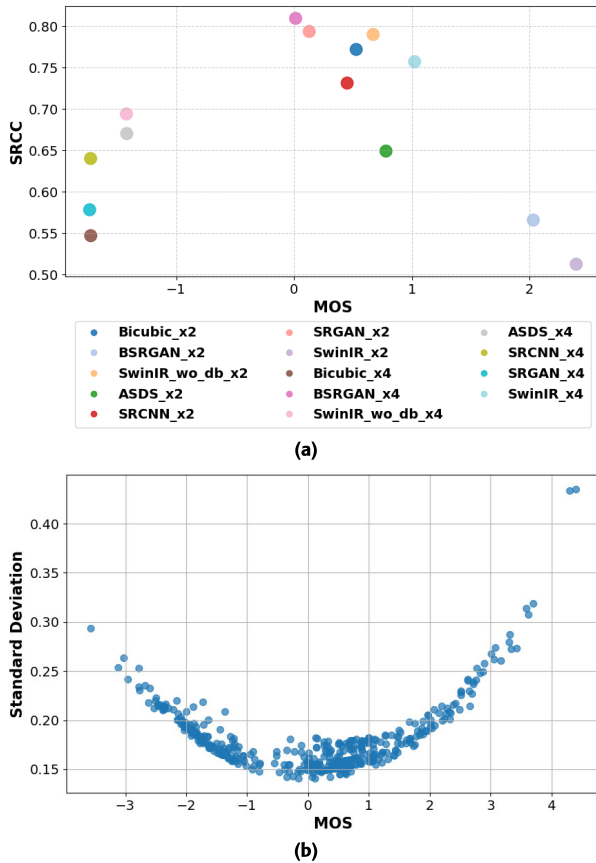 0.80
0.75
0.70
0.65
0.60
0.55
0.50
SRCC
−1 0 1 2
MOS
Bicubic_x2 SRGAN_x2 ASDS_x4
BSRGAN_x2 SwinIR_x2 SRCNN_x4
SwinIR_wo_db_x2 Bicubic_x4 SRGAN_x4
ASDS_x2 BSRGAN_x4 SwinIR_x4
SRCNN_x2 SwinIR_wo_db_x4
(a)
0.40
0.35
0.30
0.25
0.20
0.15
Standard Deviation
−3 −2 −1 0 1 2 3 4
MOS
(b)